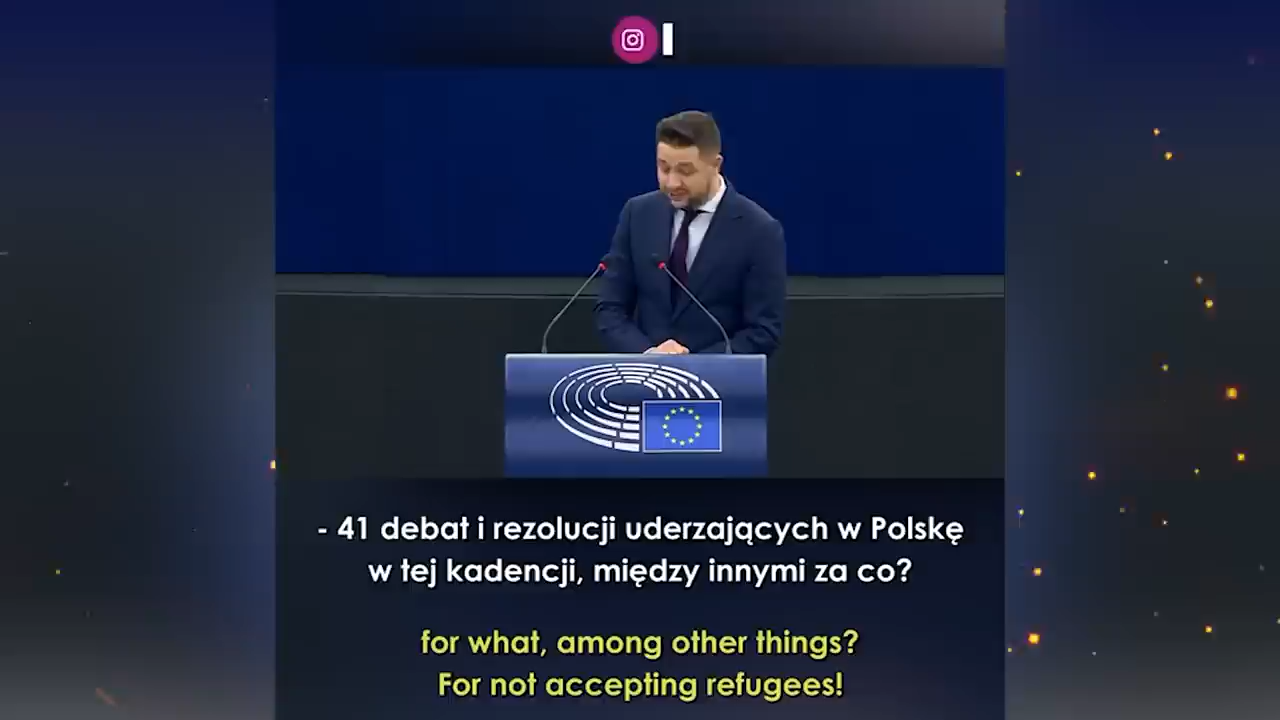 - 41 debat i rezolucji uderzających w Polskę
w tej kadencji, między innymi za co?
for what, among other things?
For not accepting refugees!